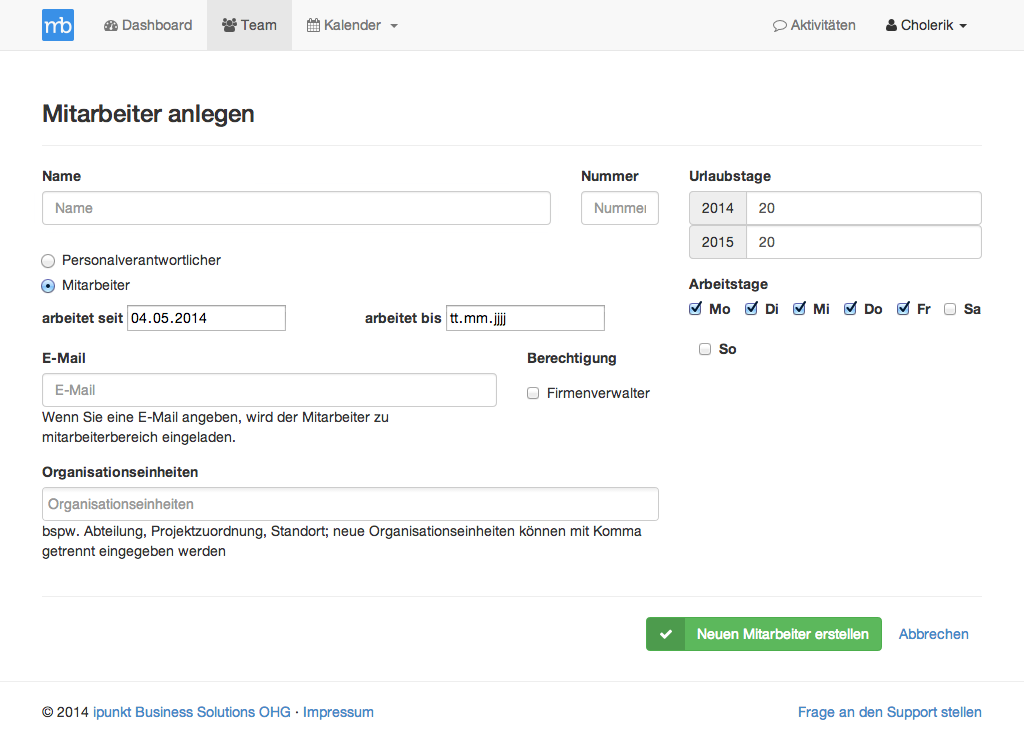 mb Dashboard Team Kalender Aktivitäten Cholerik
Mitarbeiter anlegen
Name Nummer Urlaubstage
Name Nummer 2014 20
2015 20
Personalverantwortlicher
Mitarbeiter Arbeitstage
arbeitet seit 04.05.2014 arbeitet bis tt.mm.jjjj Mo Di Mi Do Fr Sa
So
E-Mail Berechtigung
E-Mail Firmenverwalter
Wenn Sie eine E-Mail angeben, wird der Mitarbeiter zu
mitarbeiterbereich eingeladen.
Organisationseinheiten
Organisationseinheiten
bspw. Abteilung, Projektzuordnung, Standort; neue Organisationseinheiten können mit Komma
getrennt eingegeben werden
Neuen Mitarbeiter erstellen Abbrechen
© 2014 ipunkt Business Solutions OHG · Impressum Frage an den Support stellen